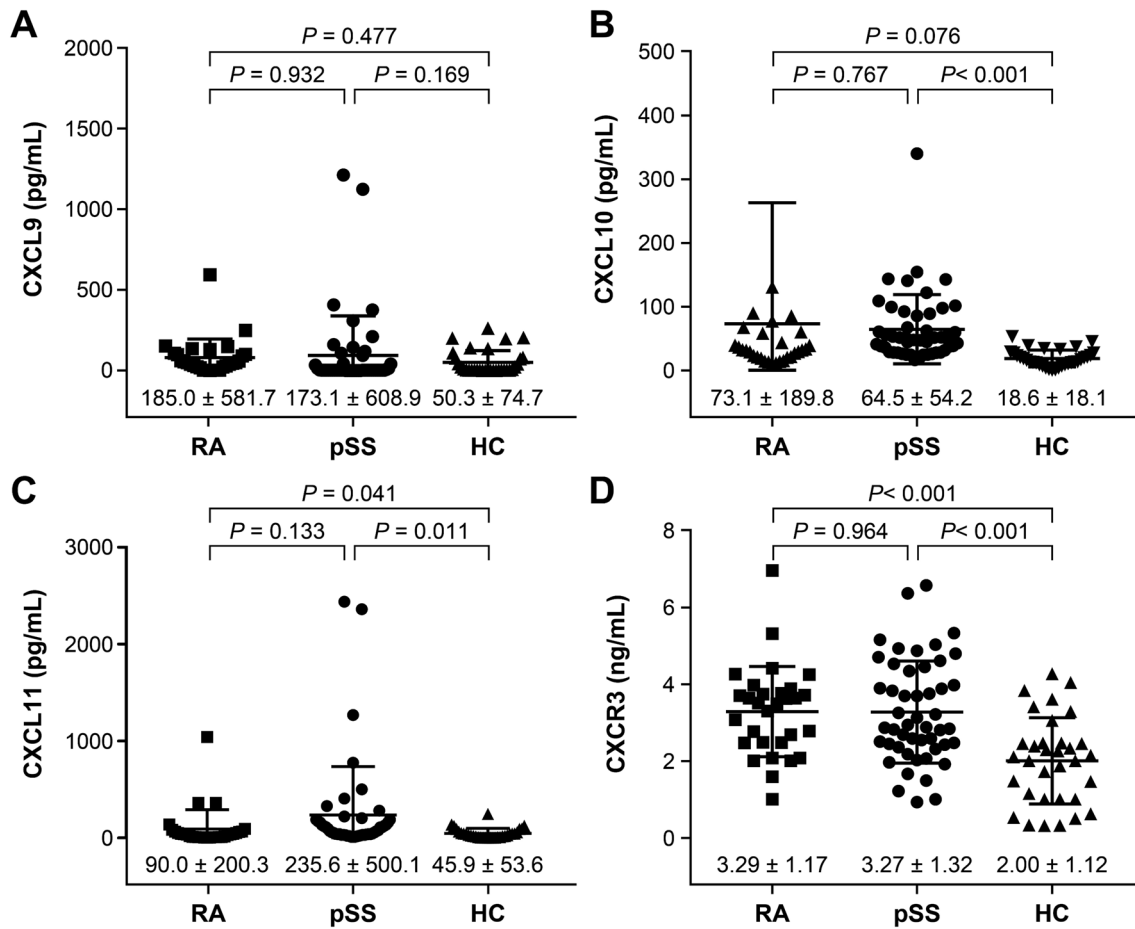 A
P = 0.477
P = 0.932 P = 0.169
CXCL9 (pg/mL)
2000
1500
1000
500
0
185.0 ± 581.7 173.1 ± 608.9 50.3 ± 74.7
RA pSS HC
B
P = 0.076
P = 0.767 P< 0.001
CXCL10 (pg/mL)
500
400
300
200
100
0
73.1 ± 189.8 64.5 ± 54.2 18.6 ± 18.1
RA pSS HC
C
P = 0.041
P = 0.133 P = 0.011
CXCL11 (pg/mL)
3000
2000
1000
0
90.0 ± 200.3 235.6 ± 500.1 45.9 ± 53.6
RA pSS HC
D
P< 0.001
P = 0.964 P< 0.001
CXCR3 (ng/mL)
8
6
4
2
0
3.29 ± 1.17 3.27 ± 1.32 2.00 ± 1.12
RA pSS HC